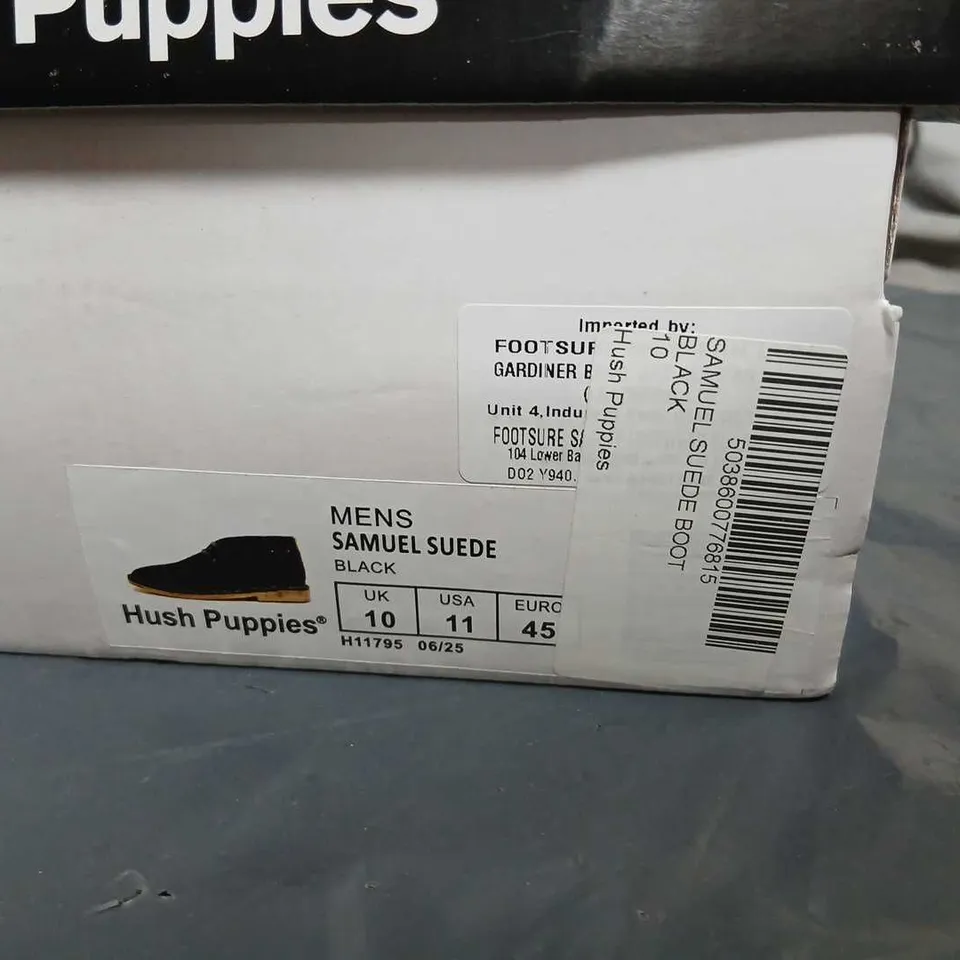 Puppies
Imported by:
FOOTSUR
GARDINER B
Unit 4, Indu
FOOTSURE
104 Lower Ba
D02 Y940.
SAMUEL SUEDE BOOT
BLACK
10
Hush Puppies
5038600776815
MENS
SAMUEL SUEDE
BLACK
UK USA EURO
10 11 45
H11795 06/25
Hush Puppies®